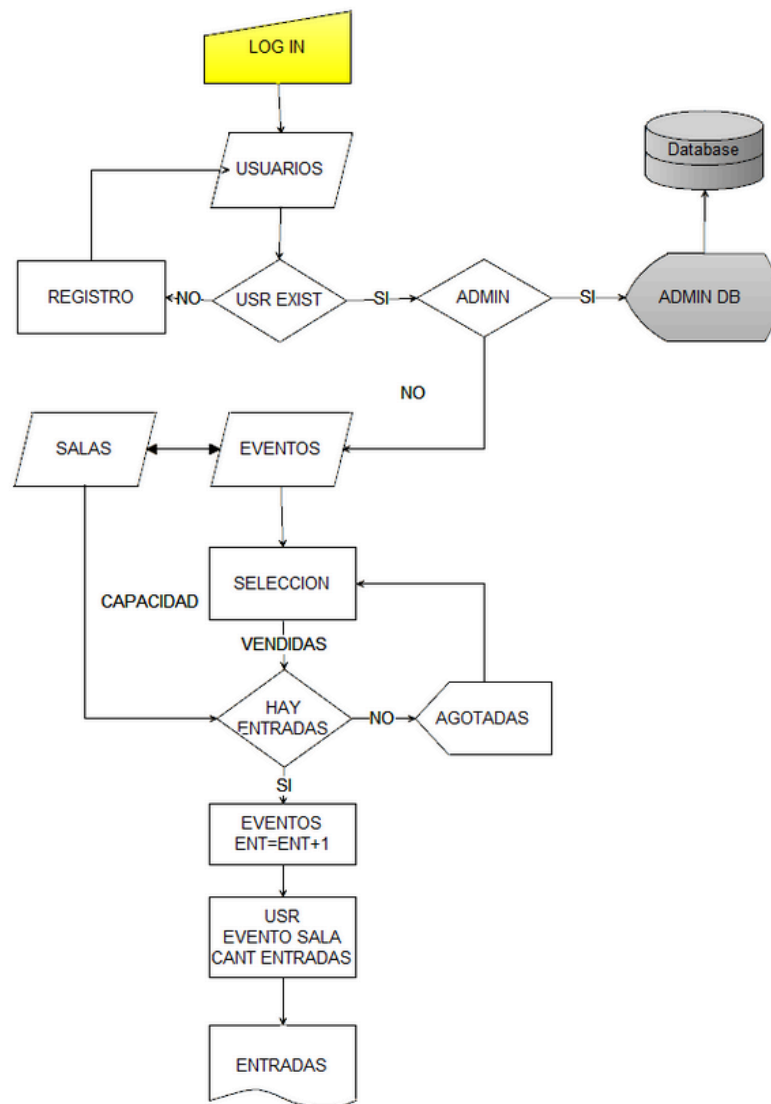 LOG IN
Database
USUARIOS
REGISTRO
NO
USR EXIST
SI
ADMIN
SI
ADMIN DB
NO
SALAS
EVENTOS
SELECCION
CAPACIDAD
VENDIDAS
HAY
ENTRADAS
NO
AGOTADAS
SI
EVENTOS
ENT=ENT+1
USR
EVENTO SALA
CANT ENTRADAS
ENTRADAS